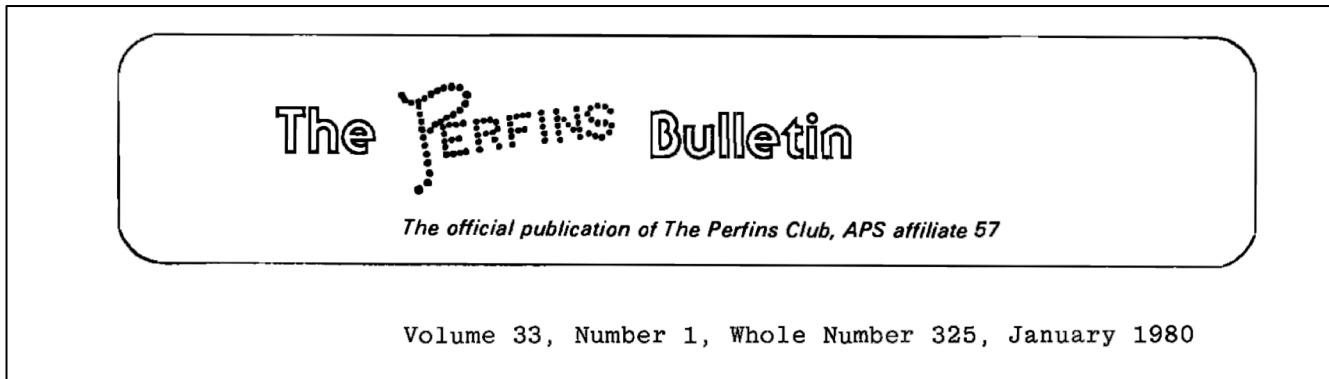 The PERFINS Bulletin
The official publication of The Perfins Club, APS affiliate 57
Volume 33, Number 1, Whole Number 325, January 1980